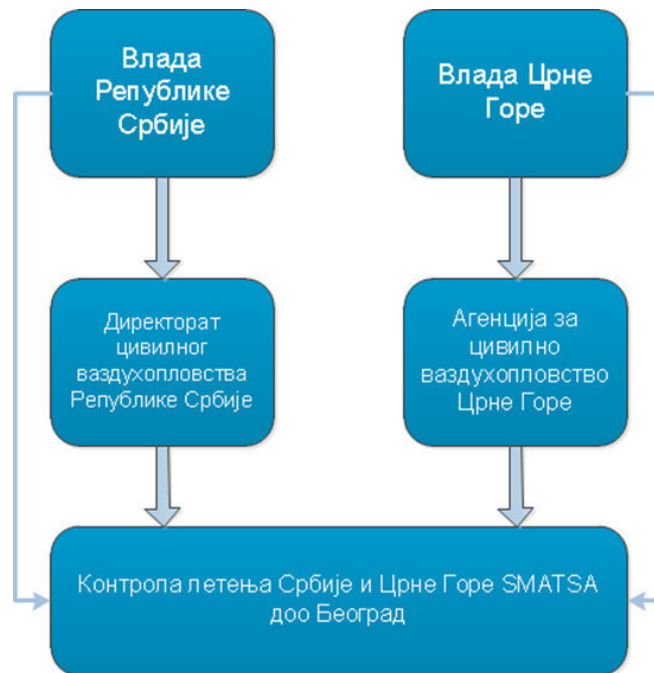 Влада
Републике
Србије
Влада Црне
Горе
Директорат
цивилног
ваздухопловства
Републике Србије
Агенција за
цивилно
ваздухопловство
Црне Горе
Контрола летења Србије и Црне Горе SMATSA
доо Београд